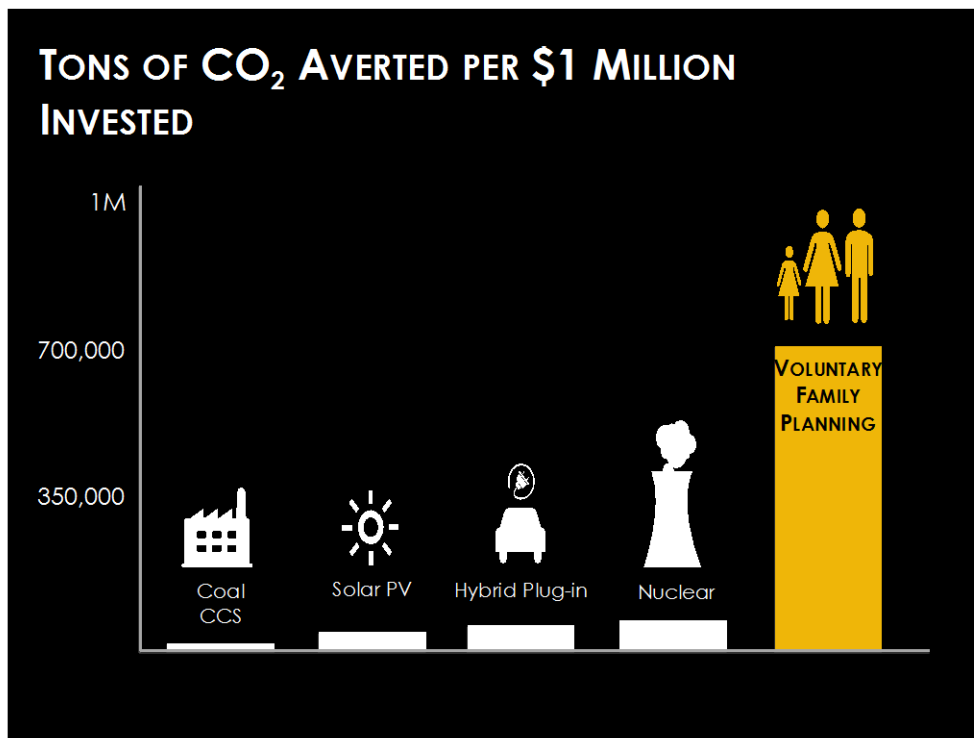 TONS OF CO₂ AVERTED PER $1 MILLION
INVESTED
1M
700,000
350,000
Coal
CCS
Solar PV
Hybrid Plug-in
Nuclear
VOLUNTARY
FAMILY
PLANNING